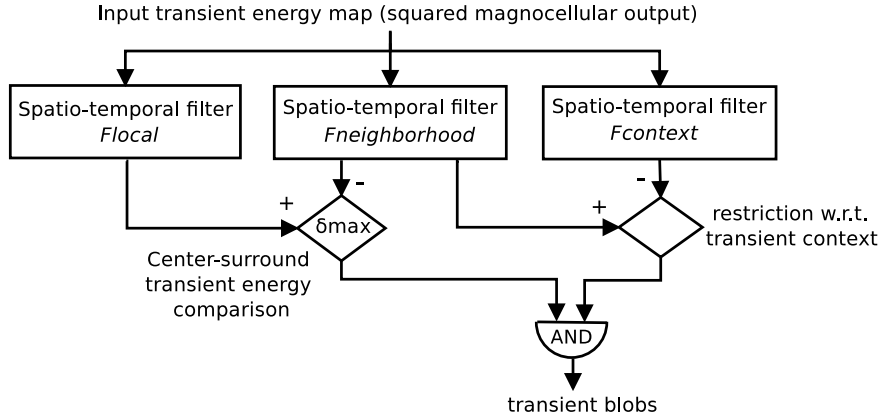 Input transient energy map (squared magnocellular output)
Spatio-temporal filter
Flocal
Spatio-temporal filter
Fneighborhood
Spatio-temporal filter
Fcontext
-
-
+
+
δmax
restriction w.r.t.
transient context
Center-surround
transient energy
comparison
AND
transient blobs